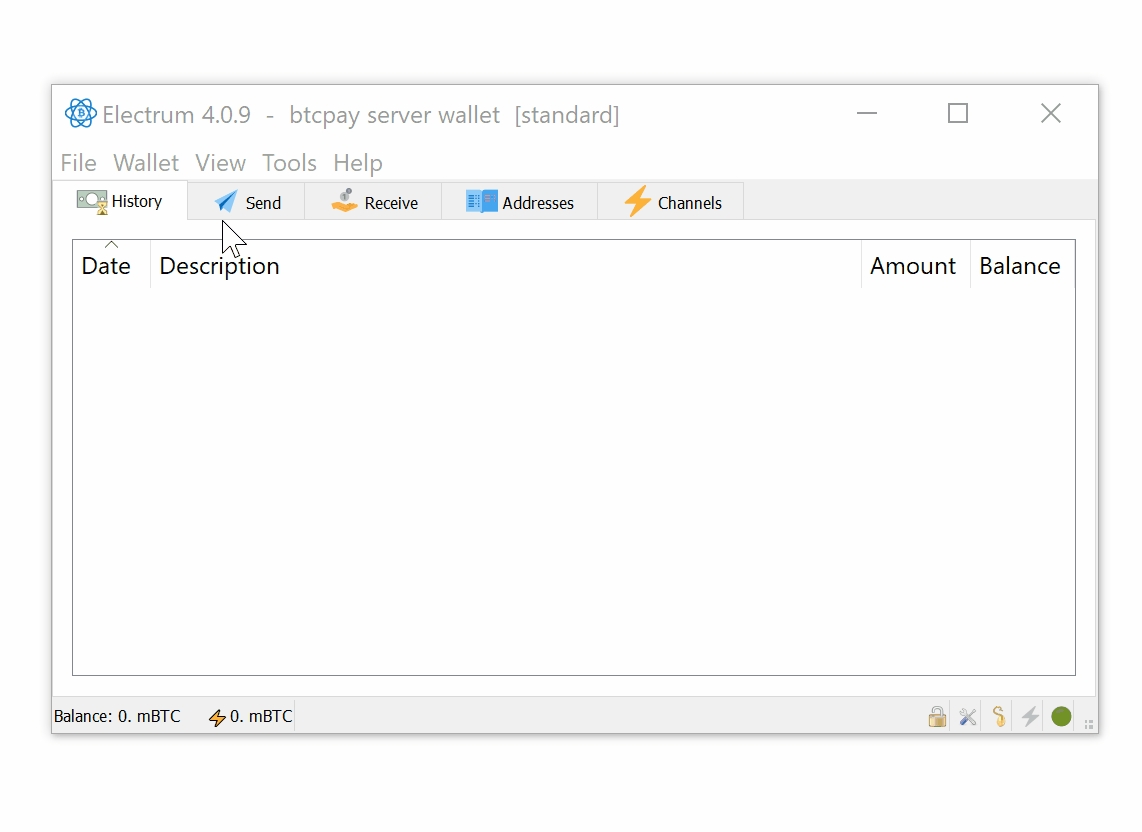 Electrum 4.0.9 - btcpay server wallet [standard]
File Wallet View Tools Help
History Send Receive Addresses Channels
Date Description Amount Balance
Balance: 0. mBTC 0. mBTC